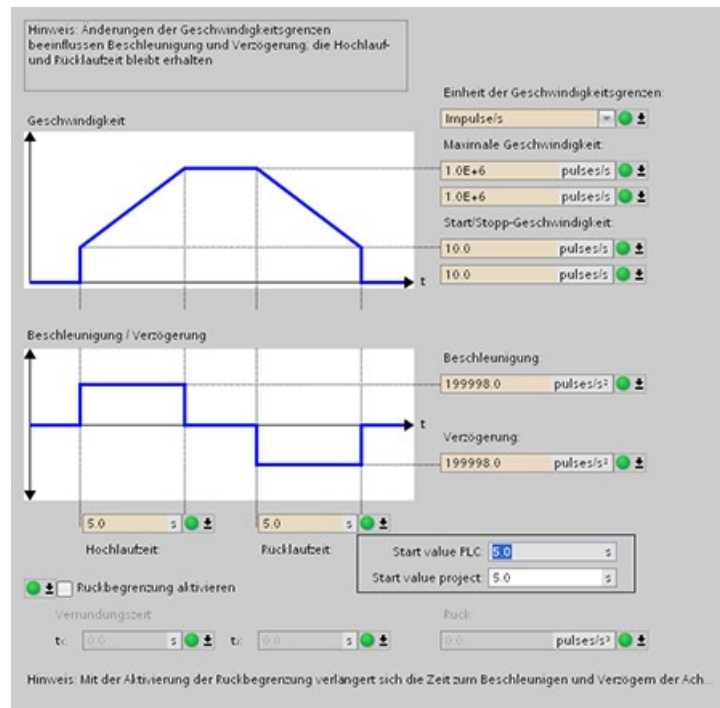 Hinweis: Änderungen der Geschwindigkeitsgrenzen
beeinflussen Beschleunigung und Verzögerung: die Hochlauf-
und Rücklaufzeit bleibt erhalten
Einheit der Geschwindigkeitsgrenzen:
Impulse/s
Geschwindigkeit
Maximale Geschwindigkeit:
1.0E+6 pulses/s
1.0E+6 pulses/s
Start/Stopp-Geschwindigkeit:
10.0 pulses/s
10.0 pulses/s
t
Beschleunigung / Verzögerung
Beschleunigung:
199998.0 pulses/s²
t
Verzögerung:
199998.0 pulses/s²
5.0 s
5.0 s
Hochlaufzeit:
Rücklaufzeit:
Start value PLC: 5.0 s
Start value project: 5.0 s
Ruckbegrenzung aktivieren
Verrundungszeit:
Ruck:
t 0.0 s
t 0.0 s
0.0 pulses/s³
Hinweis: Mit der Aktivierung der Ruckbegrenzung verlängert sich die Zeit zum Beschleunigen und Verzögern der Ach...